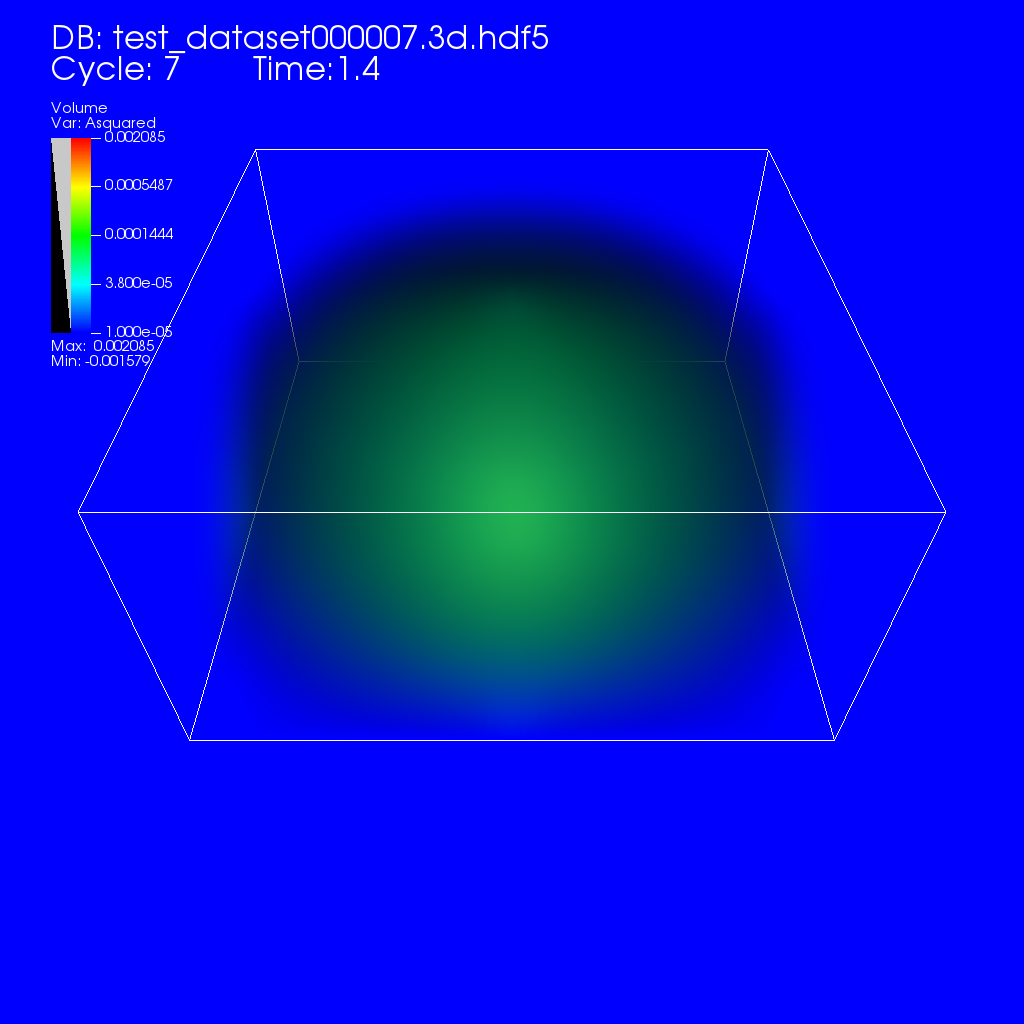 DB: test_dataset000007.3d.hdf5
Cycle: 7 Time:1.4
Volume
Var: Asquared
0.002085
0.0005487
0.0001444
3.800e-05
1.000e-05
Max: 0.002085
Min: -0.001579